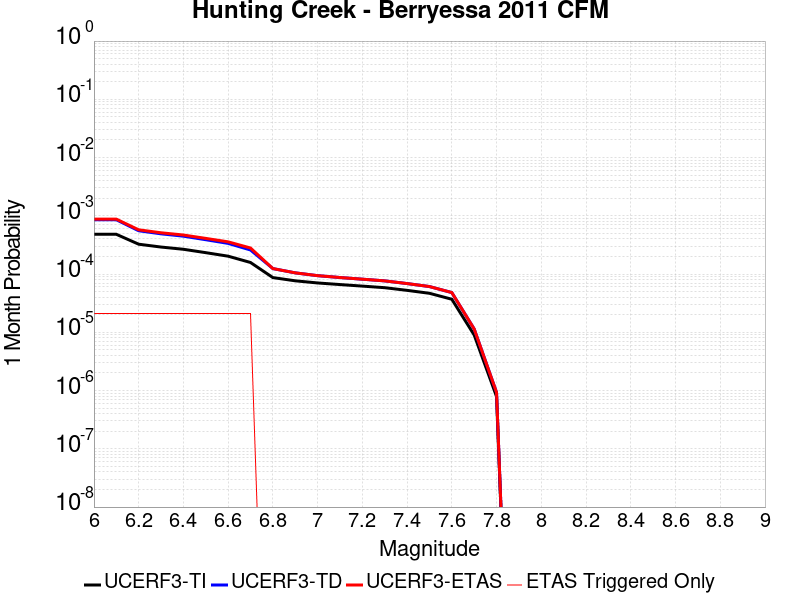 Hunting Creek - Berryessa 2011 CFM
1 Month Probability
10^0
10^-1
10^-2
10^-3
10^-4
10^-5
10^-6
10^-7
10^-8
6 6.2 6.4 6.6 6.8 7 7.2 7.4 7.6 7.8 8 8.2 8.4 8.6 8.8 9
Magnitude
UCERF3-TI UCERF3-TD UCERF3-ETAS ETAS Triggered Only